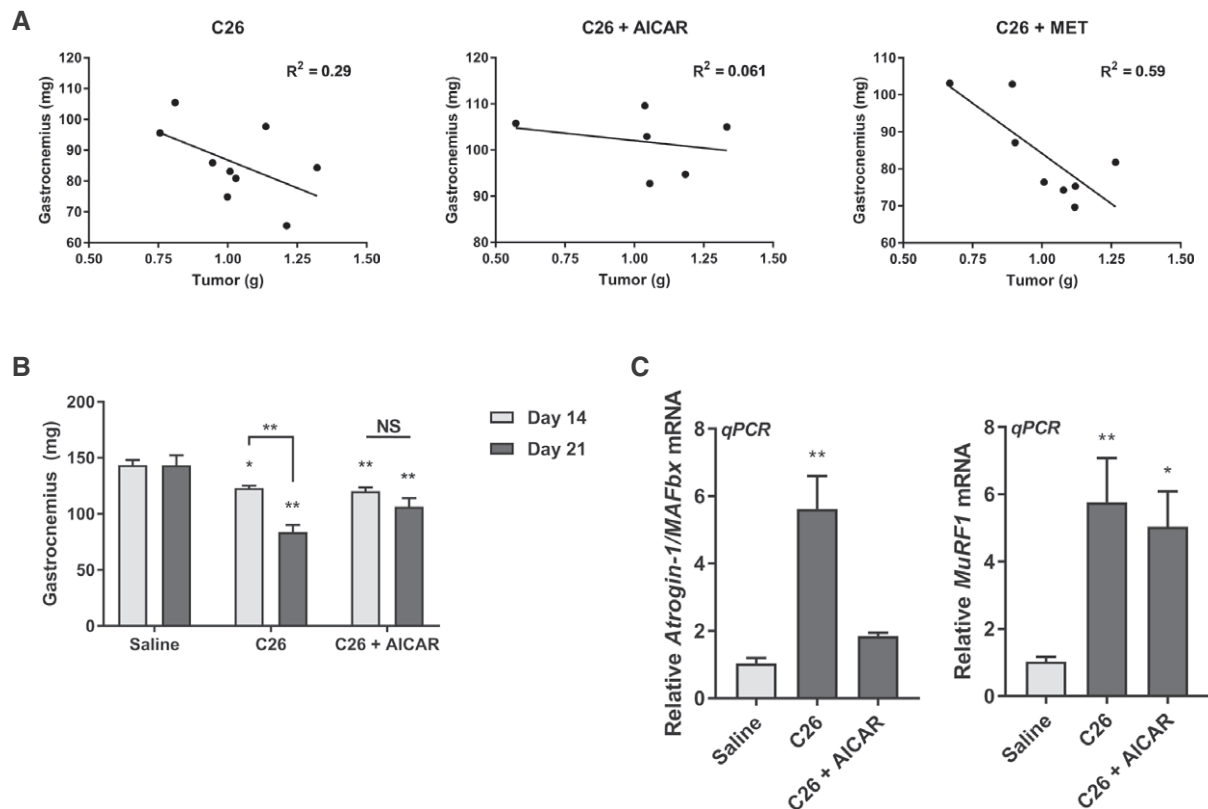 A
C26
R² = 0.29
Gastrocnemius (mg)
120
110
100
90
80
70
60
0.50
0.75
1.00
1.25
1.50
Tumor (g)
C26 + AICAR
R² = 0.061
Gastrocnemius (mg)
120
110
100
90
80
0.50
0.75
1.00
1.25
1.50
Tumor (g)
C26 + MET
R² = 0.59
Gastrocnemius (mg)
110
100
90
80
70
60
0.50
0.75
1.00
1.25
1.50
Tumor (g)
B
Gastrocnemius (mg)
200
150
100
50
0
*
**
**
NS
**
**
Saline
C26
C26 + AICAR
Day 14
Day 21
C
Relative Atrogin-1/MAFbx mRNA
qPCR
8
6
4
2
0
**
Saline
C26
C26 + AICAR
Relative MuRF1 mRNA
qPCR
8
6
4
2
0
**
*
Saline
C26
C26 + AICAR